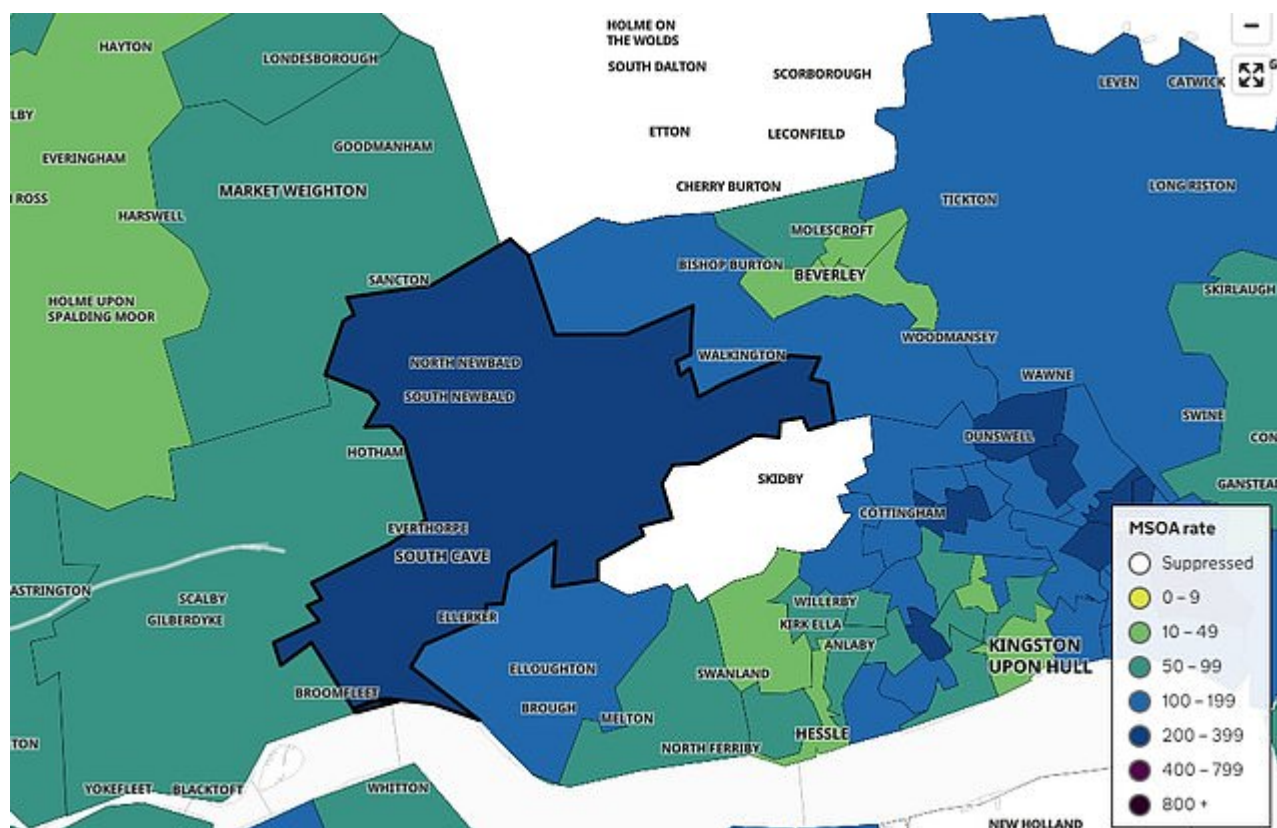 HOLME ON
THE WOLDS
HAYTON
LONDESBOROUGH
SOUTH DALTON
SCORBOROUGH
LEVEN
CATWICK
LBY
ETTON
LECONFIELD
GOODMANHAM
EVERINGHAM
CHERRY BURTON
LONG RISTON
MARKET WEIGHTON
ROSS
TICKTON
HARSWELL
MOLESCROFT
BISHOP BURTON
BEVERLEY
SANCTON
SKIRLAUGH
HOLME UPON
SPALDING MOOR
WOODMANSEY
WALKINGTON
NORTH NEWBALD
WAWNE
SOUTH NEWBALD
SWINE
DUNSWELL
CON
HOTHAM
SKIDBY
GANSTEAD
COTTINGHAM
EVERTHORPE
SOUTH CAVE
ASTRINGTON
SCALBY
WILLERBY
GILBERDYKE
ELLERKER
KIRK ELLA
ANLABY
KINGSTON
UPON HULL
ELLOUGHTON
SWANLAND
BROOMFLEET
BROUGH
MELTON
HESSLE
TON
NORTH FERRIBY
YOKEFLEET
BLACKTOFT
WHITTON
NEW HOLLAND
MSOA rate
Suppressed
0 – 9
10 – 49
50 – 99
100 – 199
200 – 399
400 – 799
800 +